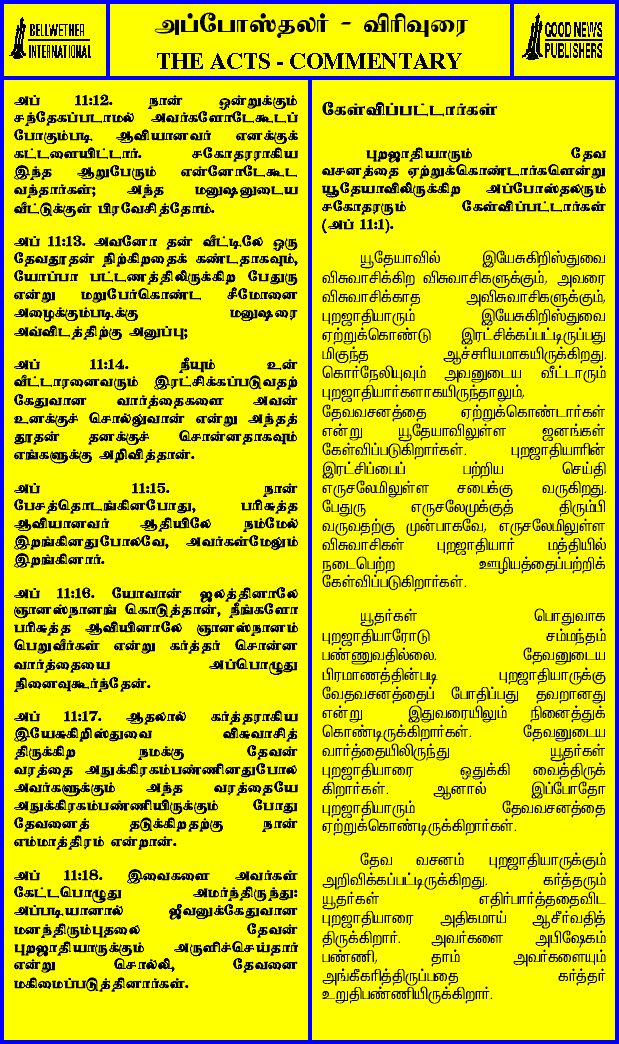 BELLWETHER
INTERNATIONAL
அப்போஸ்தலர் - விரிவுரை
THE ACTS - COMMENTARY
GOOD NEWS
PUBLISHERS
அப் 11:12. நான் ஒன்றுக்கும்
சந்தேகப்படாமல் அவர்களோடேகூடப்
போகும்படி ஆவியானவர் எனக்குக்
கட்டளையிட்டார். சகோதரராகிய
இந்த ஆறுபேரும் என்னோடேகூட
வந்தார்கள்; அந்த மனுஷனுடைய
வீட்டுக்குள் பிரவேசித்தோம்.
அப் 11:13. அவனோ தன் வீட்டிலே ஒரு
தேவதூதன் நிற்கிறதைக் கண்டதாகவும்,
யோப்பா பட்டணத்திலிருக்கிற பேதுரு
என்று மறுபேர்கொண்ட சீமோனை
அழைக்கும்படிக்கு மனுஷரை
அவ்விடத்திற்கு அனுப்பு;
அப் 11:14. நீயும் உன்
வீட்டாரனைவரும் இரட்சிக்கப்படுவதற்
கேதுவான வார்த்தைகளை அவன்
உனக்குச் சொல்லுவான் என்று அந்தத்
தூதன் தனக்குச் சொன்னதாகவும்
எங்களுக்கு அறிவித்தான்.
அப் 11:15. நான்
பேசத்தொடங்கினபோது, பரிசுத்த
ஆவியானவர் ஆதியிலே நம்மேல்
இறங்கினதுபோலவே, அவர்கள்மேலும்
இறங்கினார்.
அப் 11:16. யோவான் ஜலத்தினாலே
ஞானஸ்நானங் கொடுத்தான், நீங்களோ
பரிசுத்த ஆவியினாலே ஞானஸ்நானம்
பெறுவீர்கள் என்று கர்த்தர் சொன்ன
வார்த்தையை அப்பொழுது
நினைவுகூர்ந்தேன்.
அப் 11:17. ஆதலால் கர்த்தராகிய
இயேசுகிறிஸ்துவை விசுவாசித்
திருக்கிற நமக்கு தேவன்
வரத்தை அநுக்கிரகம்பண்ணினதுபோல
அவர்களுக்கும் அந்த வரத்தையே
அநுக்கிரகம்பண்ணியிருக்கும் போது
தேவனைத் தடுக்கிறதற்கு நான்
எம்மாத்திரம் என்றான்.
அப் 11:18. இவைகளை அவர்கள்
கேட்டபொழுது அமர்ந்திருந்து:
அப்படியானால் ஜீவனுக்கேதுவான
மனந்திரும்புதலை தேவன்
புறஜாதியாருக்கும் அருளிச்செய்தார்
என்று சொல்லி, தேவனை
மகிமைப்படுத்தினார்கள்.
கேள்விப்பட்டார்கள்
புறஜாதியாரும் தேவ
வசனத்தை ஏற்றுக்கொண்டார்களென்று
யூதேயாவிலிருக்கிற அப்போஸ்தலரும்
சகோதரரும் கேள்விப்பட்டார்கள்
(அப் 11:1).
யூதேயாவில் இயேசுகிறிஸ்துவை
விசுவாசிக்கிற விசுவாசிகளுக்கும், அவரை
விசுவாசிக்காத அவிசுவாசிகளுக்கும்,
புறஜாதியாரும் இயேசுகிறிஸ்துவை
ஏற்றுக்கொண்டு இரட்சிக்கப்பட்டிருப்பது
மிகுந்த ஆச்சரியமாகயிருக்கிறது.
கொர்நேலியுவும் அவனுடைய வீட்டாரும்
புறஜாதியார்களாகயிருந்தாலும்,
தேவவசனத்தை ஏற்றுக்கொண்டார்கள்
என்று யூதேயாவிலுள்ள ஜனங்கள்
கேள்விப்படுகிறார்கள். புறஜாதியாரின்
இரட்சிப்பைப் பற்றிய செய்தி
எருசலேமிலுள்ள சபைக்கு வருகிறது.
பேதுரு எருசலேமுக்குத் திரும்பி
வருவதற்கு முன்பாகவே, எருசலேமிலுள்ள
விசுவாசிகள் புறஜாதியார் மத்தியில்
நடைபெற்ற ஊழியத்தைப்பற்றிக்
கேள்விப்படுகிறார்கள்.
யூதர்கள் பொதுவாக
புறஜாதியாரோடு சம்மந்தம்
பண்ணுவதில்லை. தேவனுடைய
பிரமாணத்தின்படி புறஜாதியாருக்கு
வேதவசனத்தைப் போதிப்பது தவறானது
என்று இதுவரையிலும் நினைத்துக்
கொண்டிருக்கிறார்கள். தேவனுடைய
வார்த்தையிலிருந்து யூதர்கள்
புறஜாதியாரை ஒதுக்கி வைத்திருக்
கிறார்கள். ஆனால் இப்போதோ
புறஜாதியாரும் தேவவசனத்தை
ஏற்றுக்கொண்டிருக்கிறார்கள்.
தேவ வசனம் புறஜாதியாருக்கும்
அறிவிக்கப்பட்டிருக்கிறது. கர்த்தரும்
யூதர்கள் எதிர்பார்த்ததைவிட
புறஜாதியாரை அதிகமாய் ஆசீர்வதித்
திருக்கிறார். அவர்களை அபிஷேகம்
பண்ணி, தாம் அவர்களையும்
அங்கீகரித்திருப்பதை கர்த்தர்
உறுதிபண்ணியிருக்கிறார்.